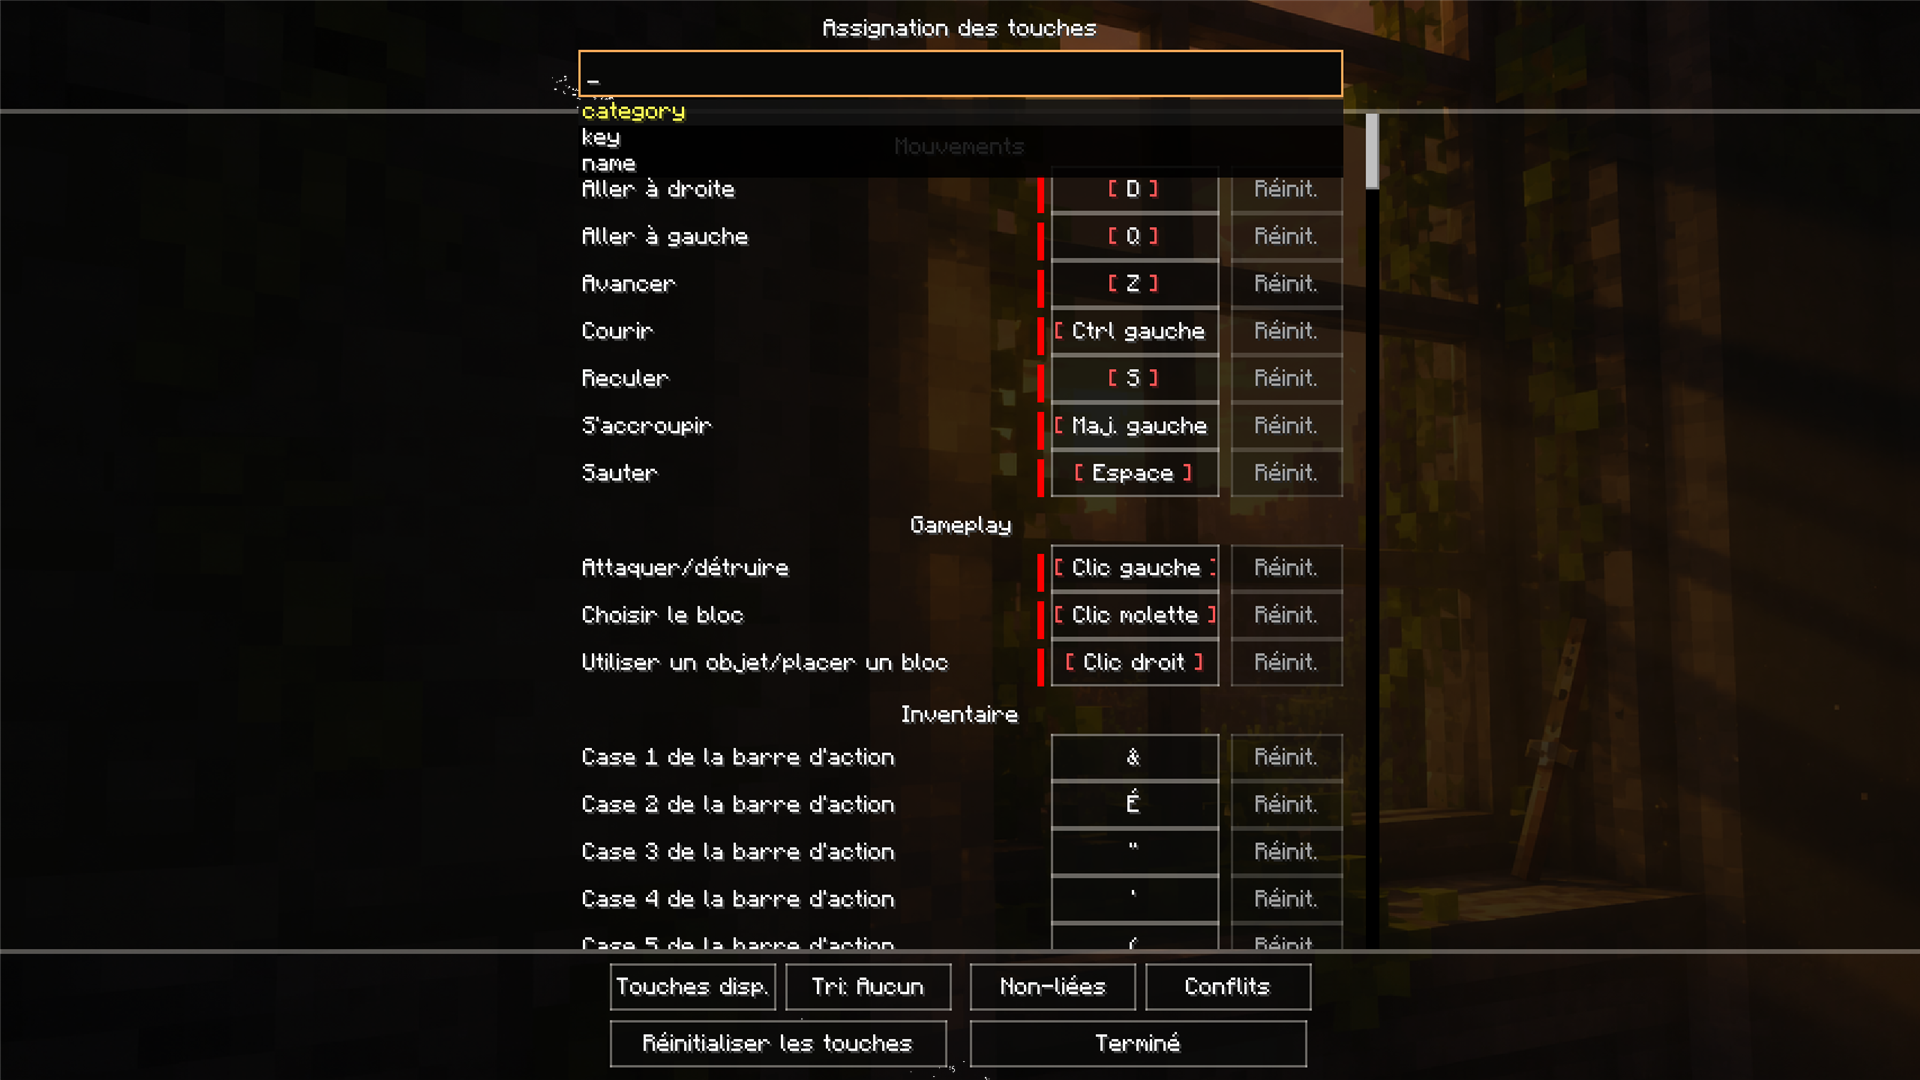 Assignation des touches
_
category
key
Mouvements
name
Aller à droite [ D ] Réinit.
Aller à gauche [ Q ] Réinit.
Avancer [ Z ] Réinit.
Courir [ Ctrl gauche Réinit.
Reculer [ S ] Réinit.
S'accroupir [ Maj. gauche Réinit.
Sauter [ Espace ] Réinit.
Gameplay
Attaquer/détruire [ Clic gauche ] Réinit.
Choisir le bloc [ Clic molette ] Réinit.
Utiliser un objet/placer un bloc [ Clic droit ] Réinit.
Inventaire
Case 1 de la barre d'action & Réinit.
Case 2 de la barre d'action É Réinit.
Case 3 de la barre d'action " Réinit.
Case 4 de la barre d'action ' Réinit.
Case 5 de la barre d'action ( Réinit.
Touches disp. Tri: Aucun Non-liées Conflits
Réinitialiser les touches Terminé